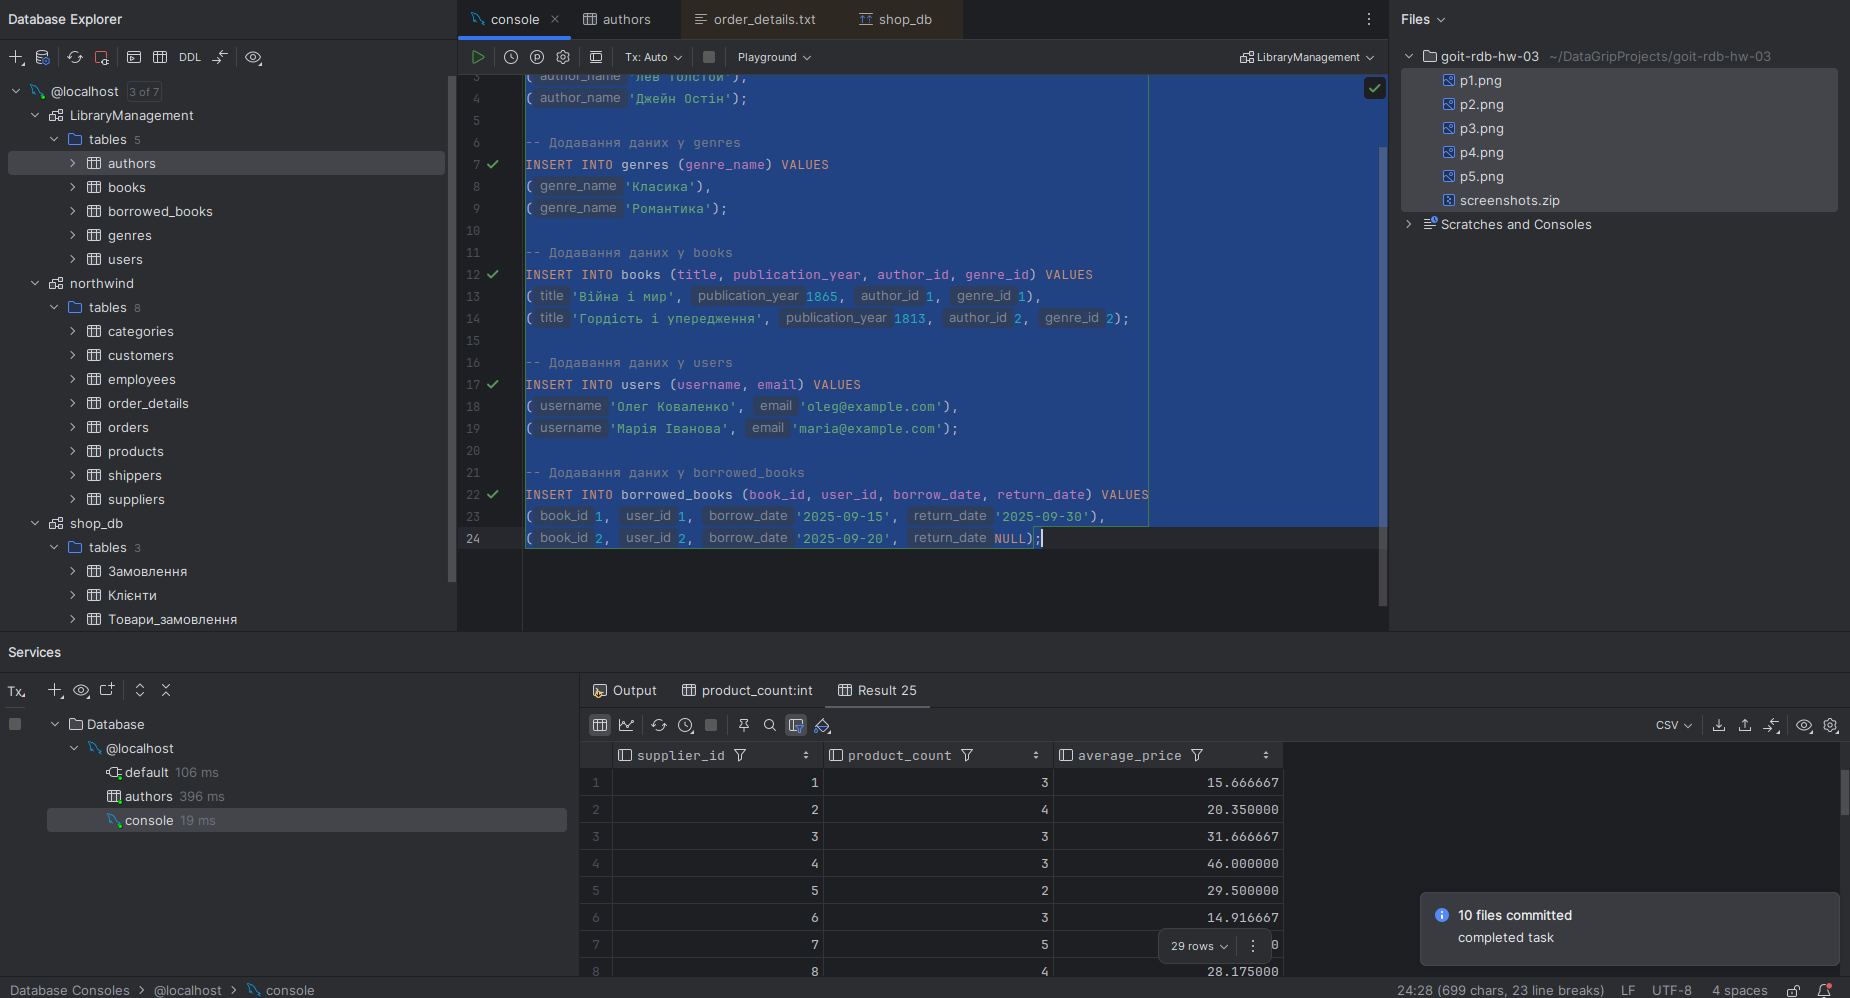 Database Explorer
DDL
@localhost 3 of 7
LibraryManagement
tables 5
authors
books
borrowed_books
genres
users
northwind
tables 8
categories
customers
employees
order_details
orders
products
shippers
suppliers
shop_db
tables 3
Замовлення
Клієнти
Товари_замовлення
console
authors
order_details.txt
shop_db
Tx: Auto
Playground
LibraryManagement
3 ( author_name 'Лев Толстой'),
4 ( author_name 'Джейн Остін');
5
6 -- Додавання даних у genres
7 INSERT INTO genres (genre_name) VALUES
8 ( genre_name 'Класика'),
9 ( genre_name 'Романтика');
10
11 -- Додавання даних у books
12 INSERT INTO books (title, publication_year, author_id, genre_id) VALUES
13 ( title 'Війна і мир', publication_year 1865, author_id 1, genre_id 1),
14 ( title 'Гордість і упередження', publication_year 1813, author_id 2, genre_id 2);
15
16 -- Додавання даних у users
17 INSERT INTO users (username, email) VALUES
18 ( username 'Олег Коваленко', email 'oleg@example.com'),
19 ( username 'Марія Іванова', email 'maria@example.com');
20
21 -- Додавання даних у borrowed_books
22 INSERT INTO borrowed_books (book_id, user_id, borrow_date, return_date) VALUES
23 ( book_id 1, user_id 1, borrow_date '2025-09-15', return_date '2025-09-30'),
24 ( book_id 2, user_id 2, borrow_date '2025-09-20', return_date NULL);
Files
goit-rdb-hw-03 ~/DataGripProjects/goit-rdb-hw-03
p1.png
p2.png
p3.png
p4.png
p5.png
screenshots.zip
Scratches and Consoles
Services
Tx
Database
@localhost
default 106 ms
authors 396 ms
console 19 ms
Output
product_count:int
Result 25
CSV
supplier_id product_count average_price
1 1 3 15.666667
2 2 4 20.350000
3 3 3 31.666667
4 4 3 46.000000
5 5 2 29.500000
6 6 3 14.916667
7 7 5 0
8 8 4 28.175000
29 rows
10 files committed
completed task
Database Consoles > @localhost > console
24:28 (699 chars, 23 line breaks) LF UTF-8 4 spaces